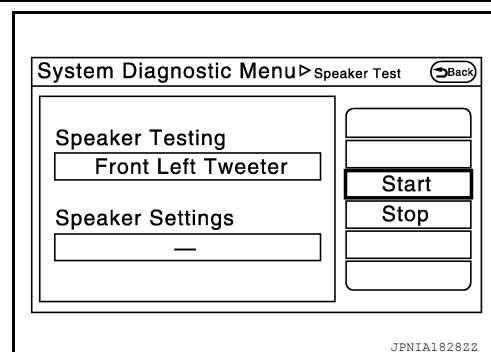 System Diagnostic Menu▷Speaker Test ⮌Back
Speaker Testing
Front Left Tweeter
Start
Speaker Settings
Stop
—
JPNIA1828ZZ